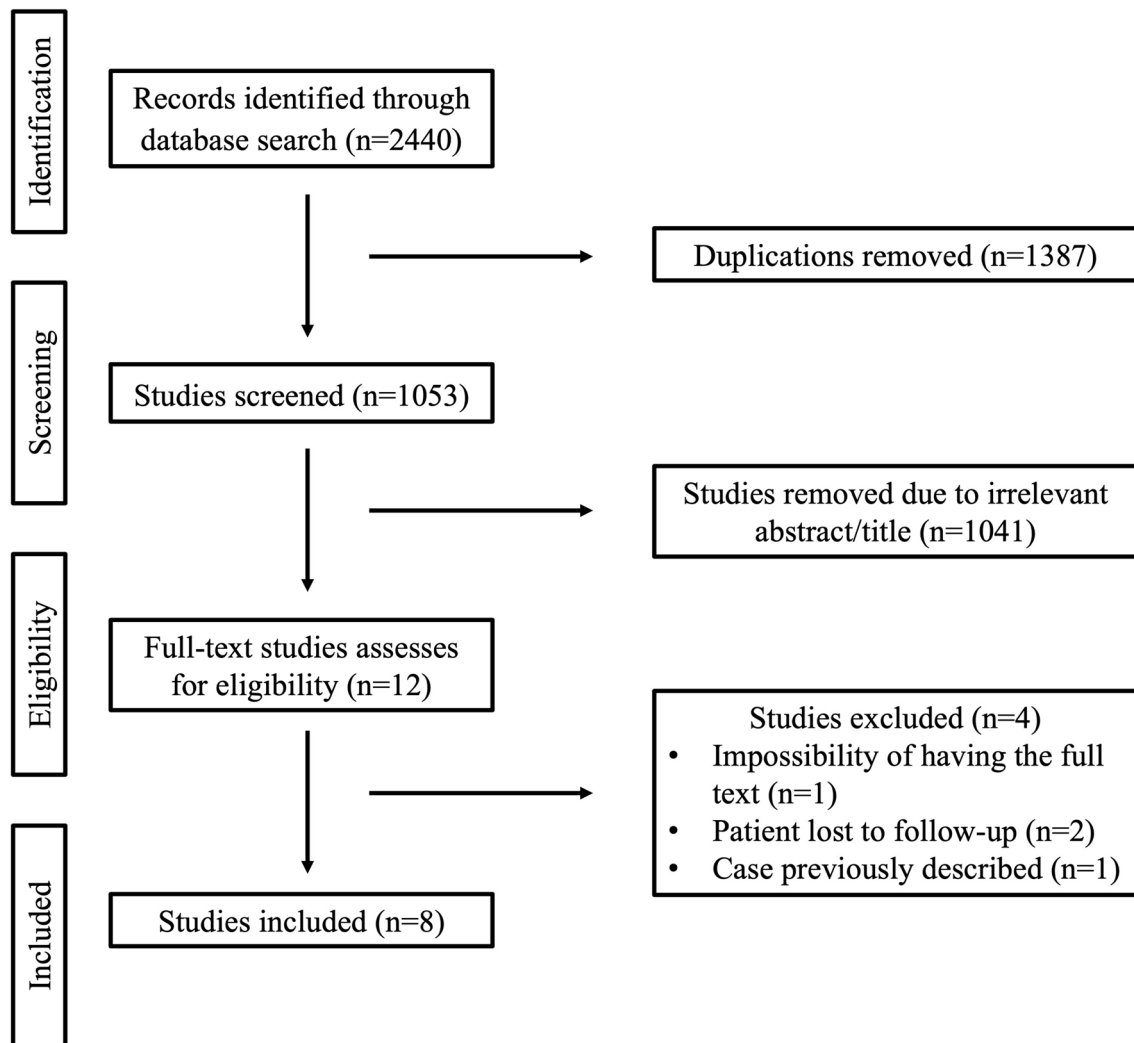 Identification
Records identified through
database search (n=2440)
Duplications removed (n=1387)
Screening
Studies screened (n=1053)
Studies removed due to irrelevant
abstract/title (n=1041)
Eligibility
Full-text studies assesses
for eligibility (n=12)
Studies excluded (n=4)
• Impossibility of having the full
text (n=1)
• Patient lost to follow-up (n=2)
• Case previously described (n=1)
Included
Studies included (n=8)